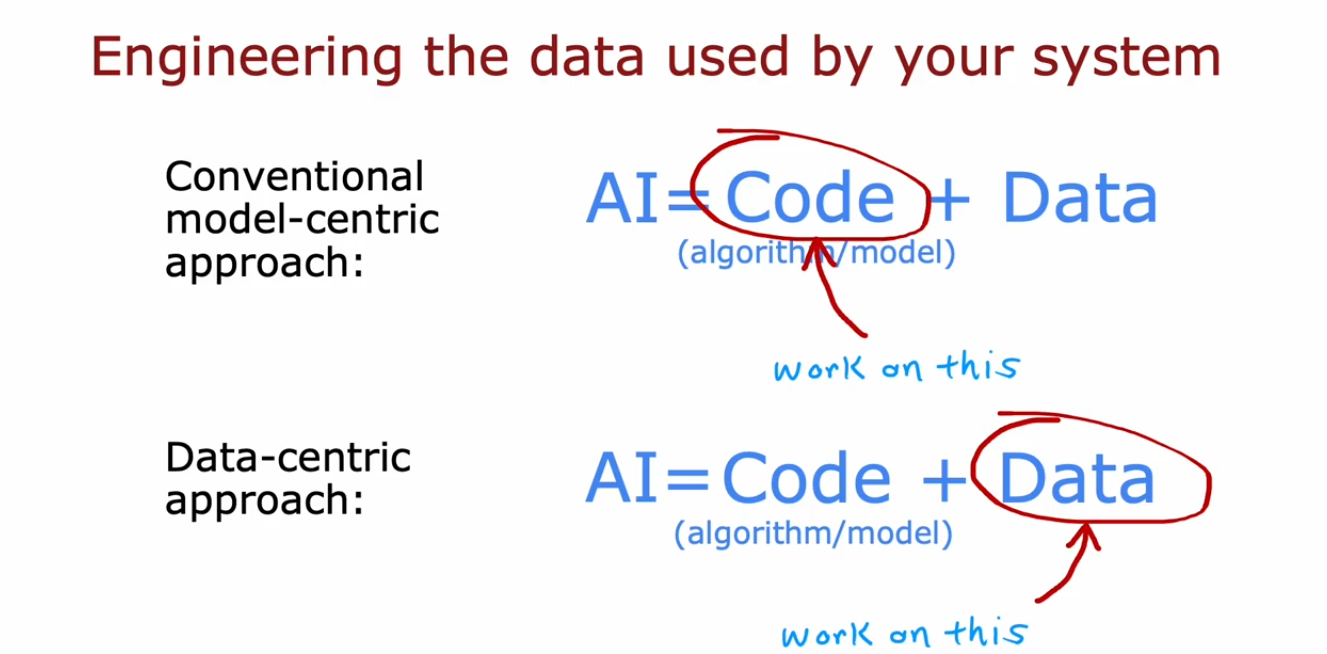 Engineering the data used by your system
Conventional
model-centric
approach:
AI= Code + Data
(algorithm/model)
work on this
Data-centric
approach:
AI= Code + Data
(algorithm/model)
work on this